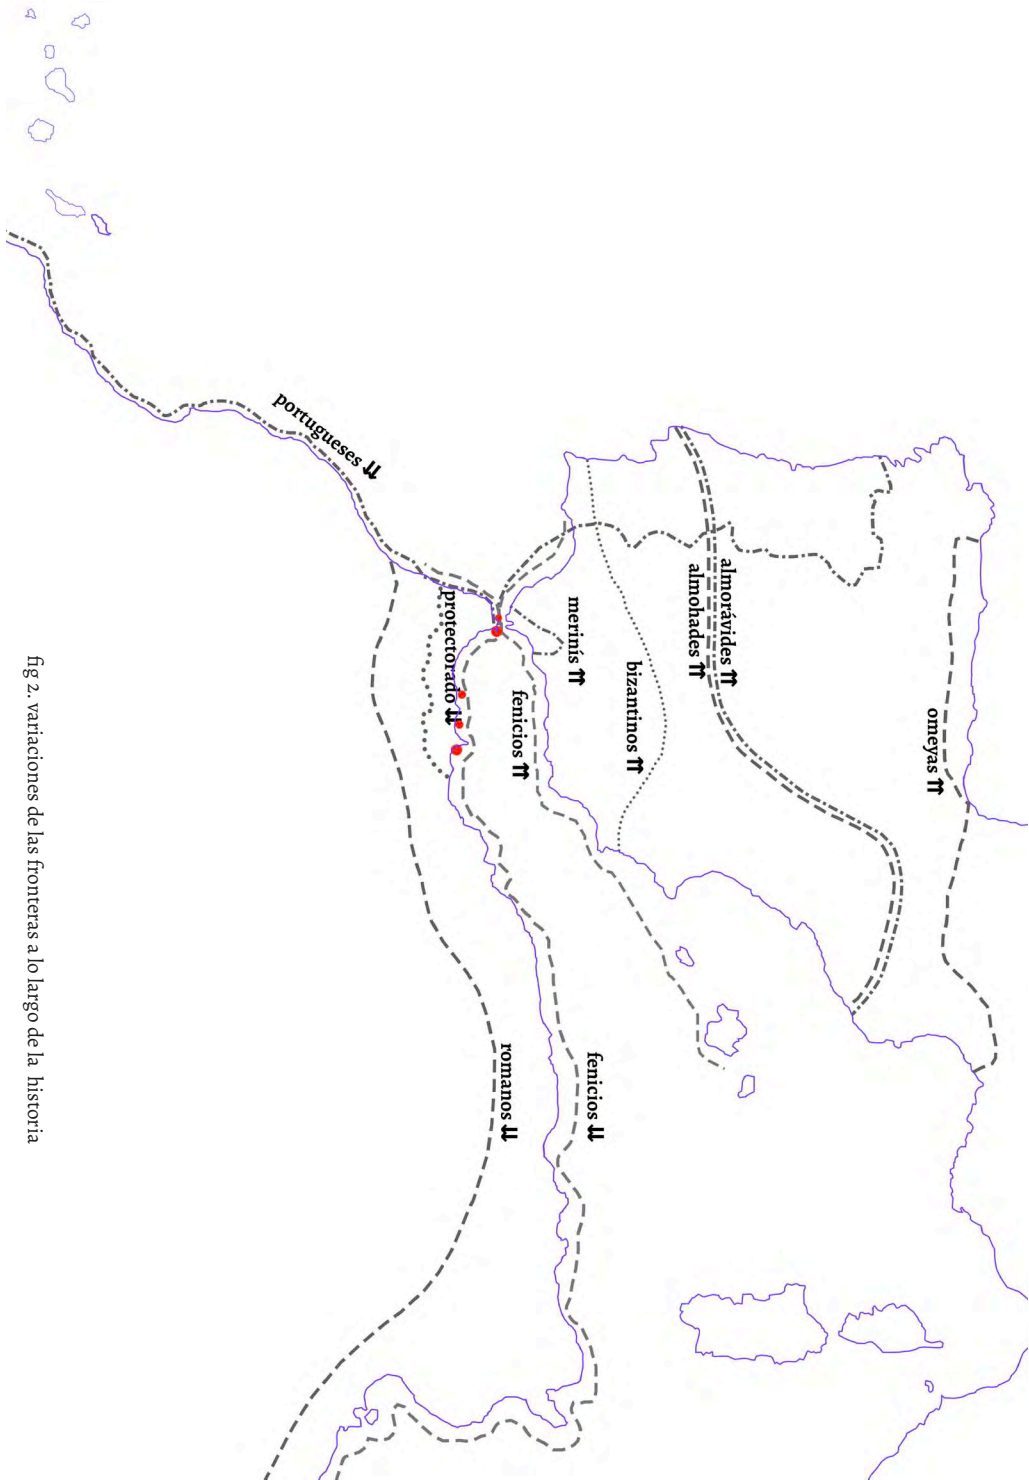 omeyas ⇈
almorávides ⇈
almohades ⇈
bizantinos ⇈
fenicios ⇊
merinís ⇈
fenicios ⇈
romanos ⇊
protectorado ⇊
portugueses ⇊
fig 2. variaciones de las fronteras a lo largo de la historia